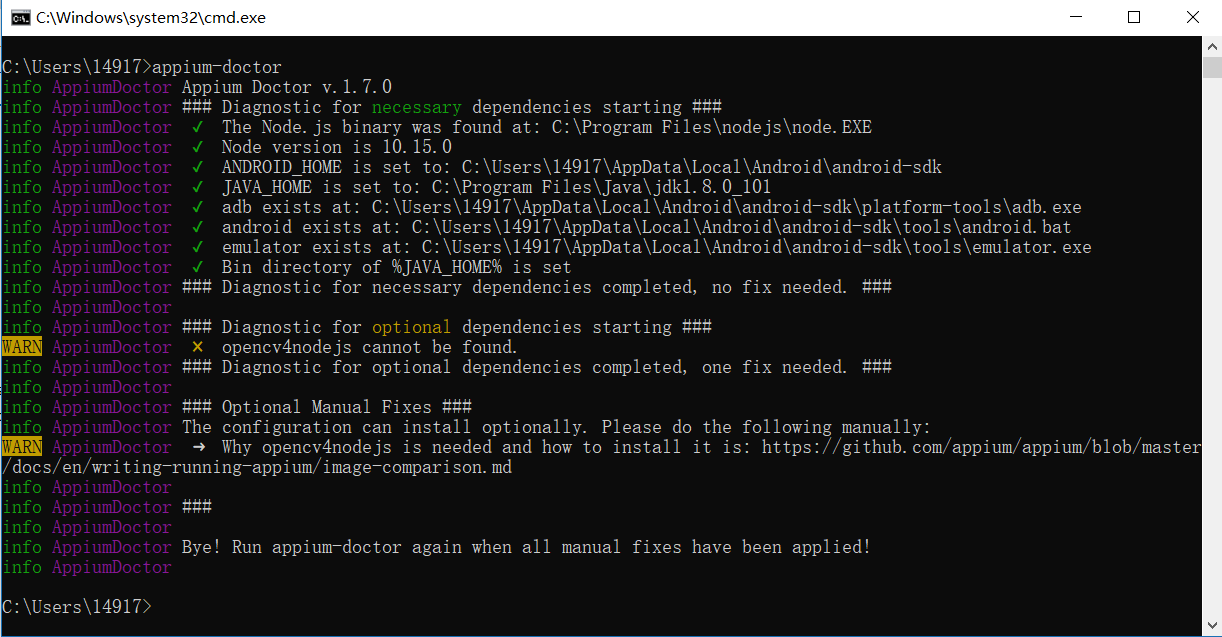 C:\Windows\system32\cmd.exe
C:\Users\14917>appium-doctor
info AppiumDoctor Appium Doctor v.1.7.0
info AppiumDoctor ### Diagnostic for necessary dependencies starting ###
info AppiumDoctor  ✔ The Node.js binary was found at: C:\Program Files\nodejs\node.EXE
info AppiumDoctor  ✔ Node version is 10.15.0
info AppiumDoctor  ✔ ANDROID_HOME is set to: C:\Users\14917\AppData\Local\Android\android-sdk
info AppiumDoctor  ✔ JAVA_HOME is set to: C:\Program Files\Java\jdk1.8.0_101
info AppiumDoctor  ✔ adb exists at: C:\Users\14917\AppData\Local\Android\android-sdk\platform-tools\adb.exe
info AppiumDoctor  ✔ android exists at: C:\Users\14917\AppData\Local\Android\android-sdk\tools\android.bat
info AppiumDoctor  ✔ emulator exists at: C:\Users\14917\AppData\Local\Android\android-sdk\tools\emulator.exe
info AppiumDoctor  ✔ Bin directory of %JAVA_HOME% is set
info AppiumDoctor ### Diagnostic for necessary dependencies completed, no fix needed. ###
info AppiumDoctor
info AppiumDoctor ### Diagnostic for optional dependencies starting ###
WARN AppiumDoctor  ✖ opencv4nodejs cannot be found.
info AppiumDoctor ### Diagnostic for optional dependencies completed, one fix needed. ###
info AppiumDoctor
info AppiumDoctor ### Optional Manual Fixes ###
info AppiumDoctor The configuration can install optionally. Please do the following manually:
WARN AppiumDoctor  ➜ Why opencv4nodejs is needed and how to install it is: https://github.com/appium/appium/blob/master
/docs/en/writing-running-appium/image-comparison.md
info AppiumDoctor
info AppiumDoctor ###
info AppiumDoctor
info AppiumDoctor Bye! Run appium-doctor again when all manual fixes have been applied!
info AppiumDoctor
C:\Users\14917>